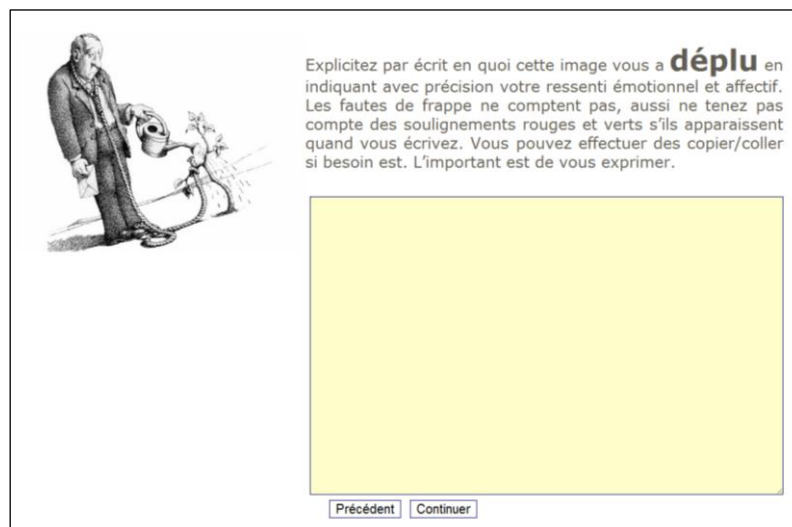 Explicitez par écrit en quoi cette image vous a déplu en
indiquant avec précision votre ressenti émotionnel et affectif.
Les fautes de frappe ne comptent pas, aussi ne tenez pas
compte des soulignements rouges et verts s'ils apparaissent
quand vous écrivez. Vous pouvez effectuer des copier/coller
si besoin est. L'important est de vous exprimer.
Précédent Continuer